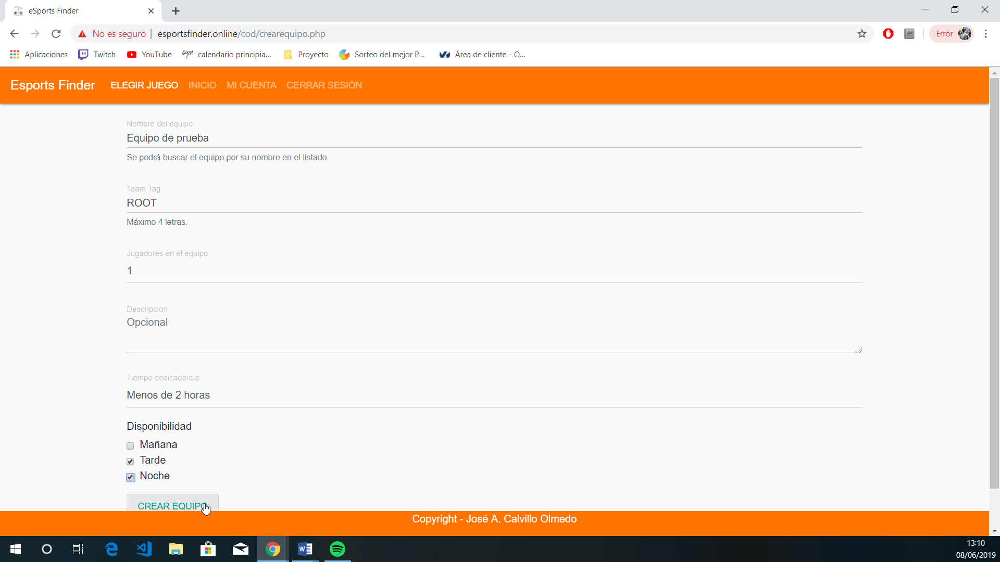 eSports Finder
No es seguro esportsfinder.online/cod/crearequipo.php
Error
Aplicaciones Twitch YouTube GYM calendario principia... Proyecto Sorteo del mejor P... Área de cliente - O...
Esports Finder ELEGIR JUEGO INICIO MI CUENTA CERRAR SESIÓN
Nombre del equipo:
Equipo de prueba
Se podrá buscar el equipo por su nombre en el listado.
Team Tag
ROOT
Máximo 4 letras.
Jugadores en el equipo
1
Descripcion
Opcional
Tiempo dedicado/día
Menos de 2 horas
Disponibilidad
Mañana
Tarde
Noche
CREAR EQUIPO
Copyright - José A. Calvillo Olmedo
13:10
08/06/2019